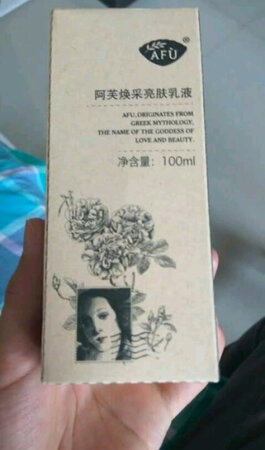 AFÙ
阿芙焕采亮肤乳液
AFU, ORIGINATES FROM
GREEK MYTHOLOGY,
THE NAME OF THE GODDESS OF
LOVE AND BEAUTY.
净含量：100ml